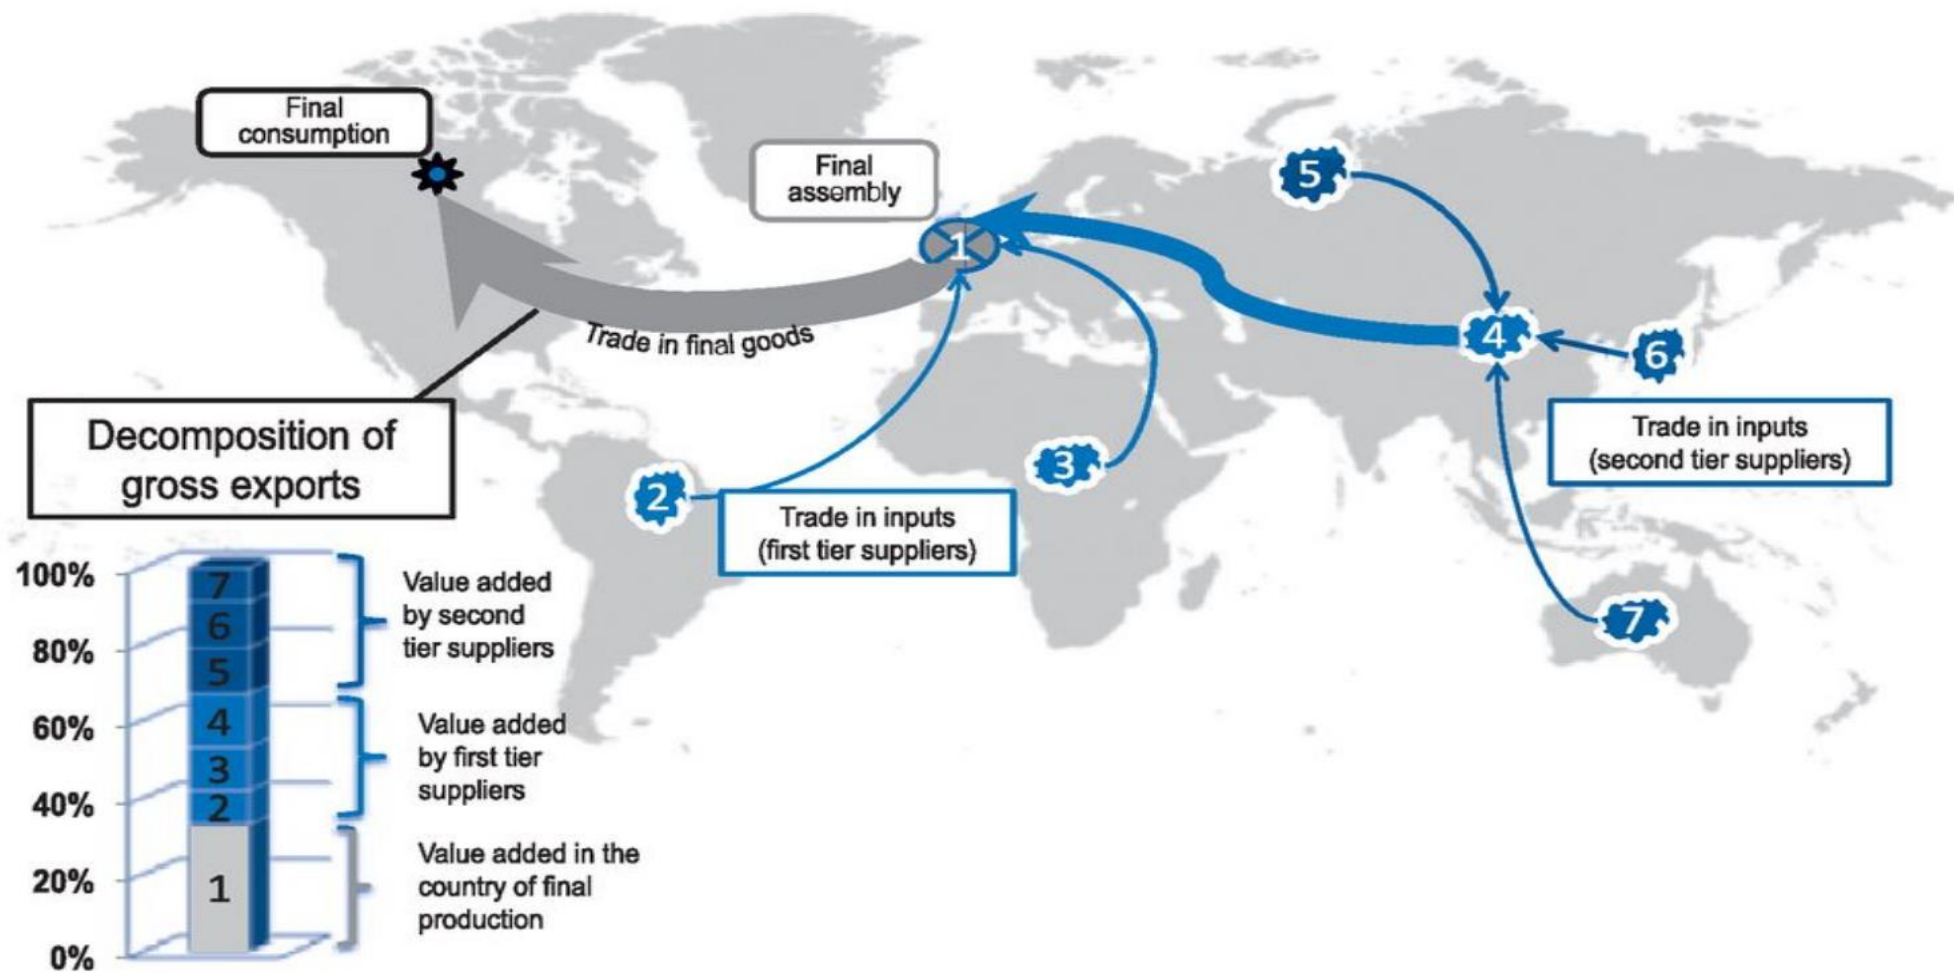 Final
consumption
Final
assembly
1
5
4
6
Trade in final goods
Decomposition of
gross exports
Trade in inputs
(second tier suppliers)
2
3
Trade in inputs
(first tier suppliers)
7
100%
80%
60%
40%
20%
0%
7
6
5
4
3
2
1
Value added
by second
tier suppliers
Value added
by first tier
suppliers
Value added in the
country of final
production